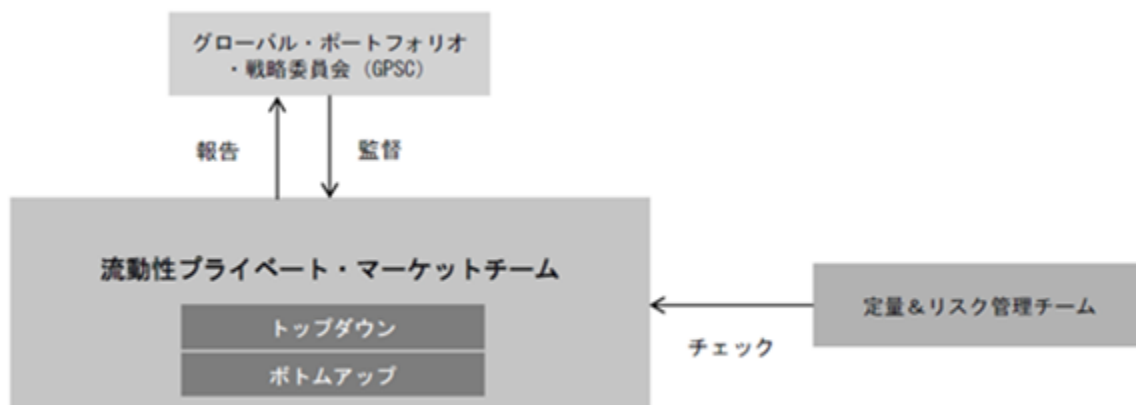 グローバル・ポートフォリオ
・戦略委員会（GPSC）
報告
監督
流動性プライベート・マーケットチーム
トップダウン
ボトムアップ
チェック
定量＆リスク管理チーム